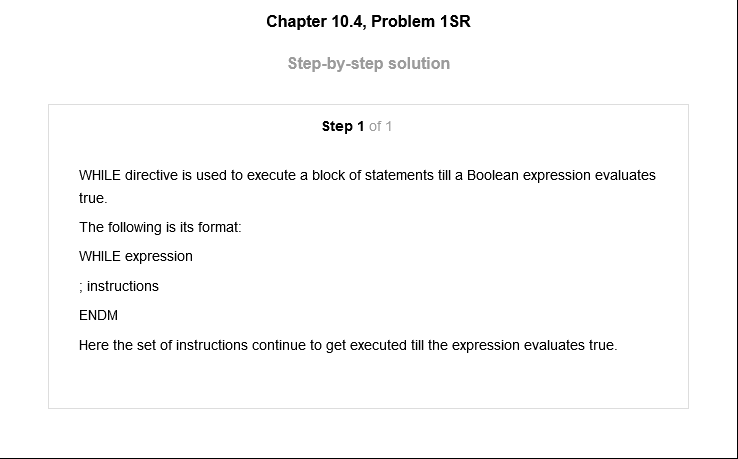 Chapter 10.4, Problem 1SR
Step-by-step solution
Step 1 of 1
WHILE directive is used to execute a block of statements till a Boolean expression evaluates
true.
The following is its format:
WHILE expression
; instructions
ENDM
Here the set of instructions continue to get executed till the expression evaluates true.